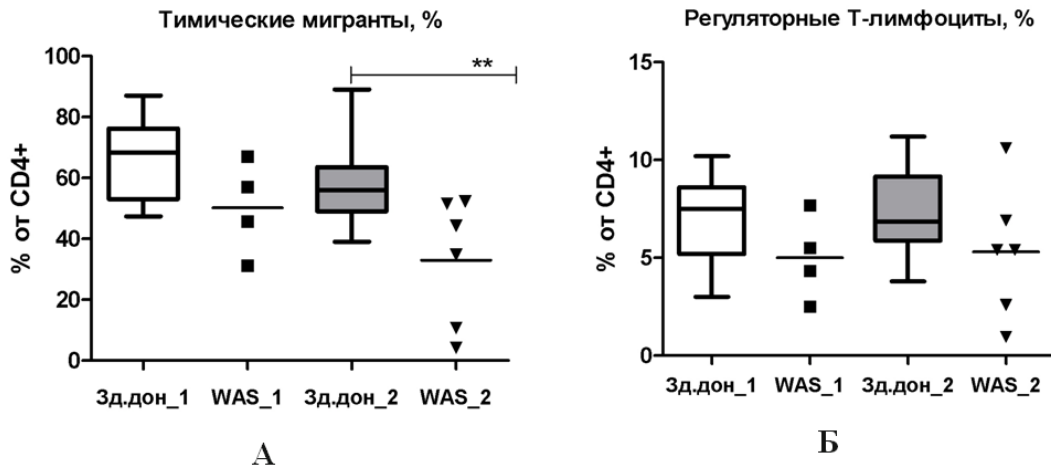 Тимические мигранты, %
% от CD4+
100
80
60
40
20
0
**
Зд.дон_1 WAS_1 Зд.дон_2 WAS_2
А
Регуляторные Т-лимфоциты, %
% от CD4+
15
10
5
0
Зд.дон_1 WAS_1 Зд.дон_2 WAS_2
Б